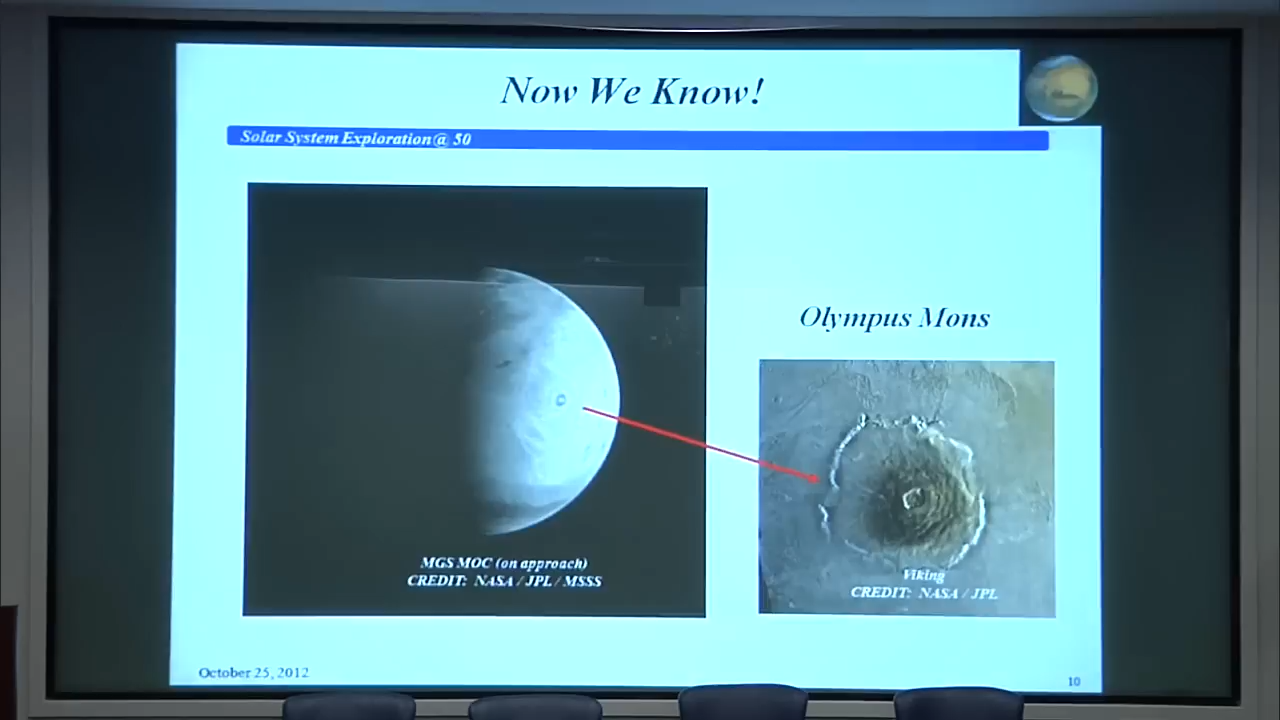 Now We Know!
Solar System Exploration@ 50
Olympus Mons
MGS MOC (on approach)
CREDIT: NASA / JPL / MSSS
Viking
CREDIT: NASA / JPL
October 25, 2012
10